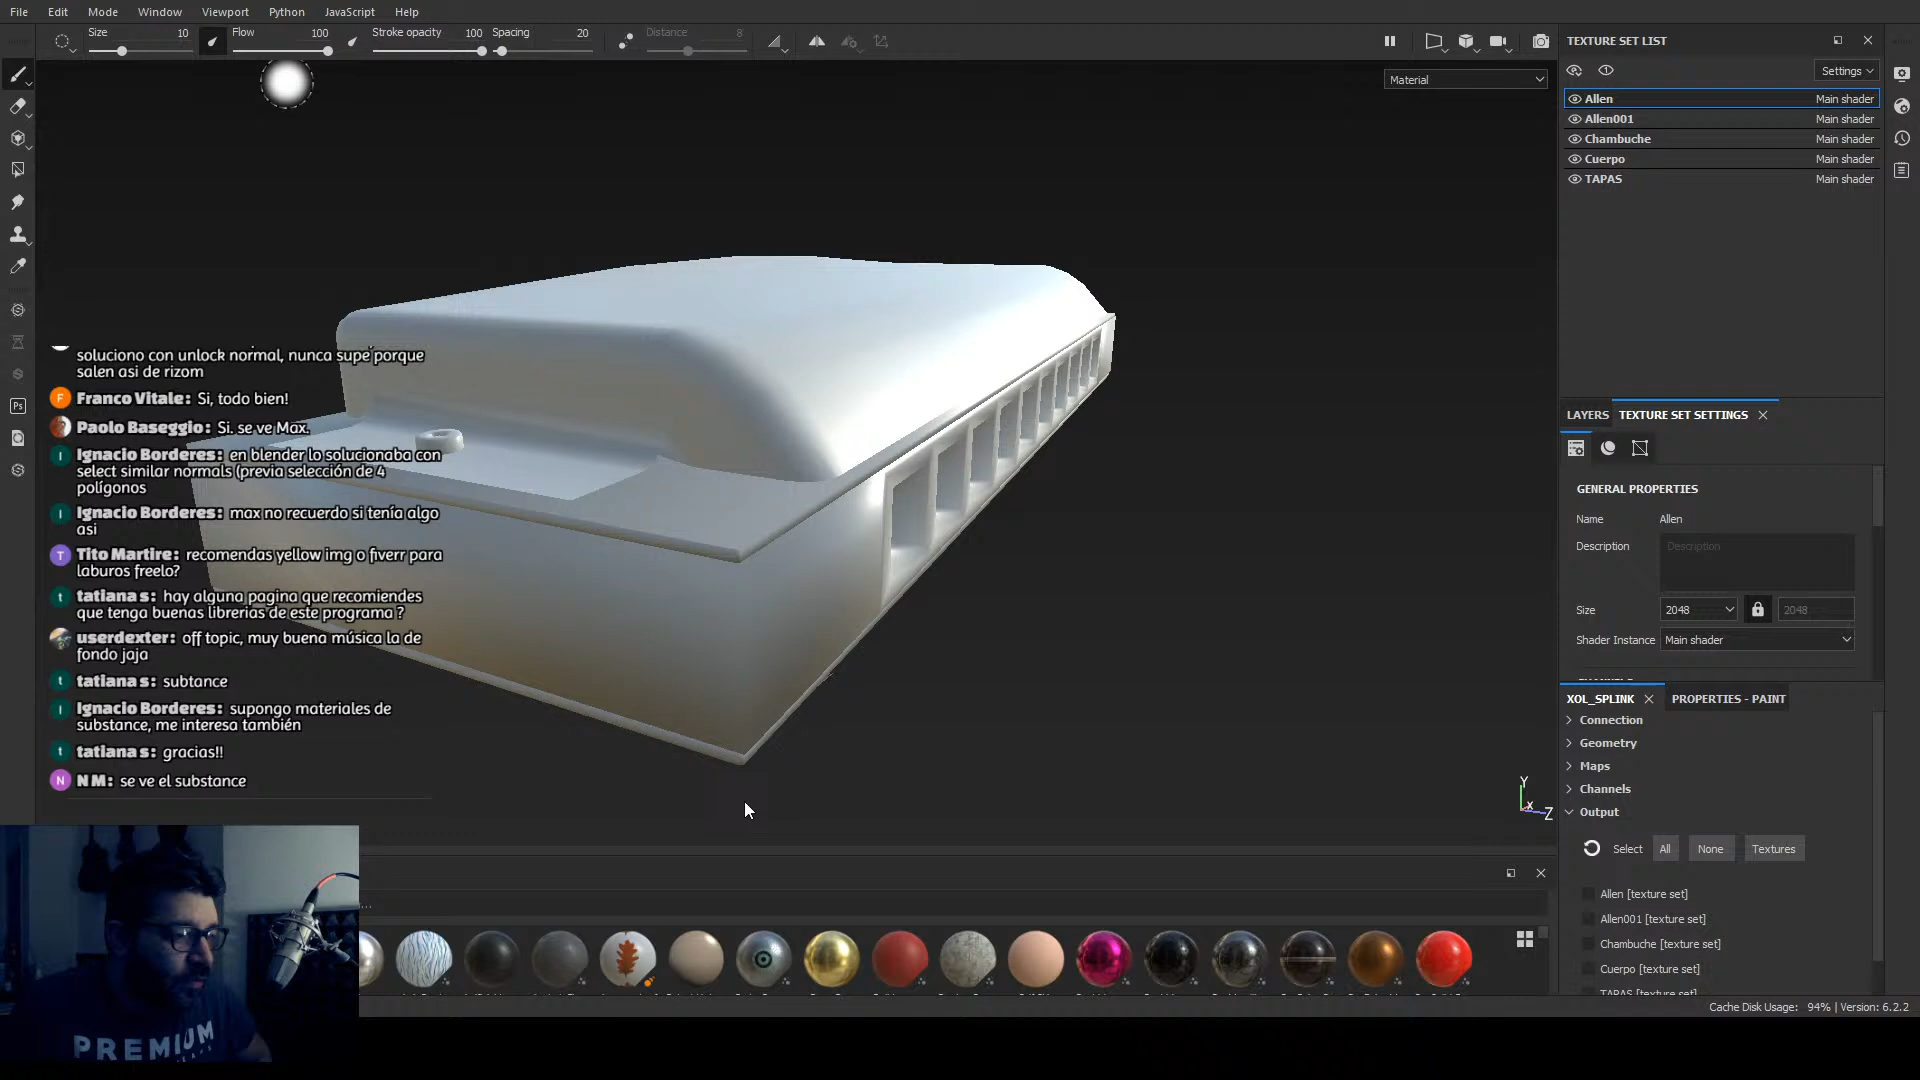 File Edit Mode Window Viewport Python JavaScript Help
Size 10 Flow 100 Stroke opacity 100 Spacing 20 Distance 8
Material
TEXTURE SET LIST
Settings
Allen Main shader
Allen001 Main shader
Chambuche Main shader
Cuerpo Main shader
TAPAS Main shader
soluciono con unlock normal, nunca supe porque
salen asi de rizom
F Franco Vitale: Si, todo bien!
Paolo Baseggio: Si. se ve Max.
I Ignacio Borderes: en blender lo solucionaba con
select similar normals (previa selección de 4
polígonos
I Ignacio Borderes: max no recuerdo si tenía algo
asi
T Tito Martire: recomendas yellow img o fiverr para
laburos freelo?
t tatiana s: hay alguna pagina que recomiendes
que tenga buenas librerias de este programa ?
userdexter: off topic, muy buena música la de
fondo jaja
t tatiana s: subtance
I Ignacio Borderes: supongo materiales de
substance, me interesa también
t tatiana s: gracias!!
N N M: se ve el substance
Ps
LAYERS TEXTURE SET SETTINGS
GENERAL PROPERTIES
Name Allen
Description Description
Size 2048 2048
Shader Instance Main shader
XOL_SPLINK PROPERTIES - PAINT
Connection
Geometry
Maps
Channels
Output
Select All None Textures
Allen [texture set]
Allen001 [texture set]
Chambuche [texture set]
Cuerpo [texture set]
TAPAS [texture set]
Y
X
Z
PREMIUM
Cache Disk Usage: 94% | Version: 6.2.2